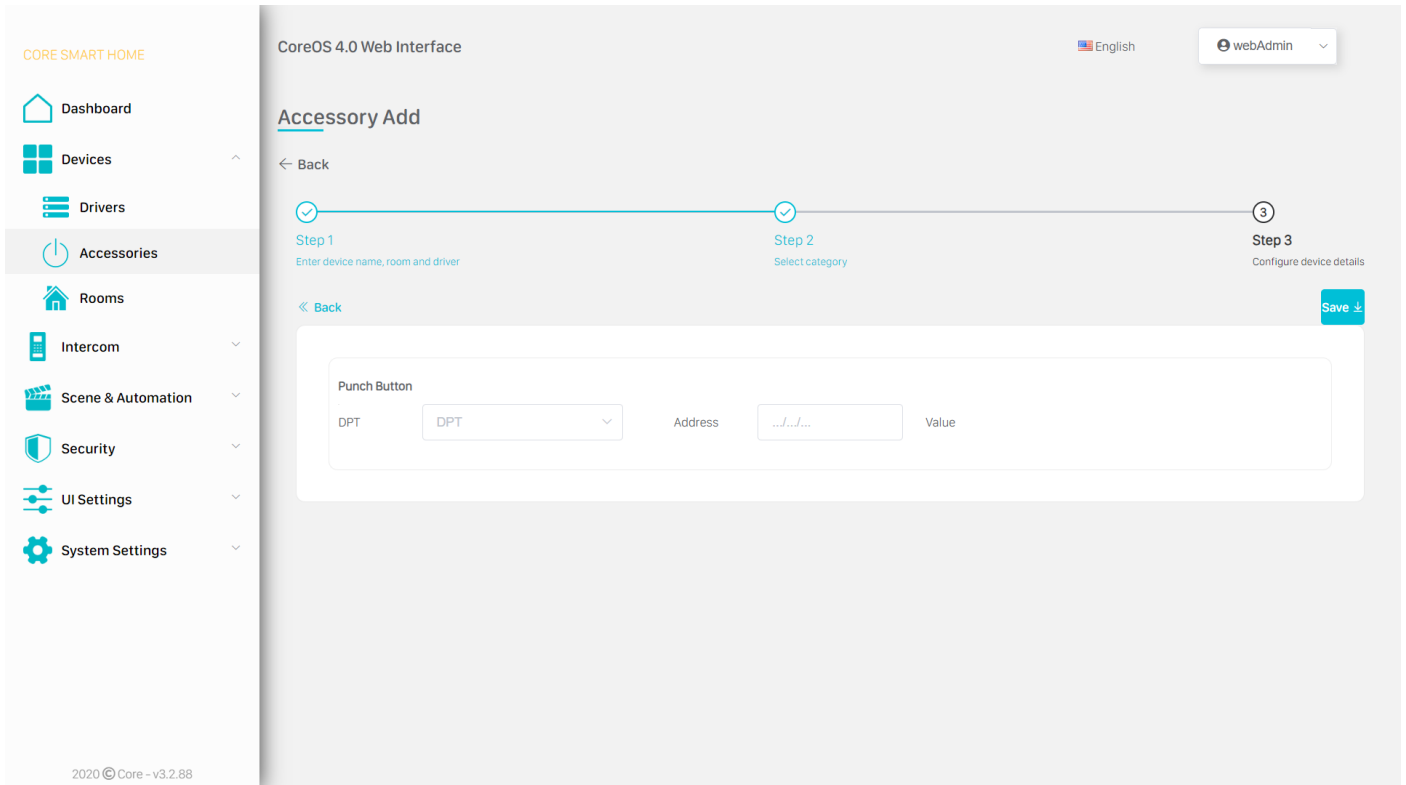 CORE SMART HOME
Dashboard
Devices
Drivers
Accessories
Rooms
Intercom
Scene & Automation
Security
UI Settings
System Settings
2020 © Core - v3.2.88
CoreOS 4.0 Web Interface
English
webAdmin
Accessory Add
Back
3
Step 1
Step 2
Step 3
Enter device name, room and driver
Select category
Configure device details
Back
Save
Punch Button
DPT
DPT
Address
.../.../...
Value